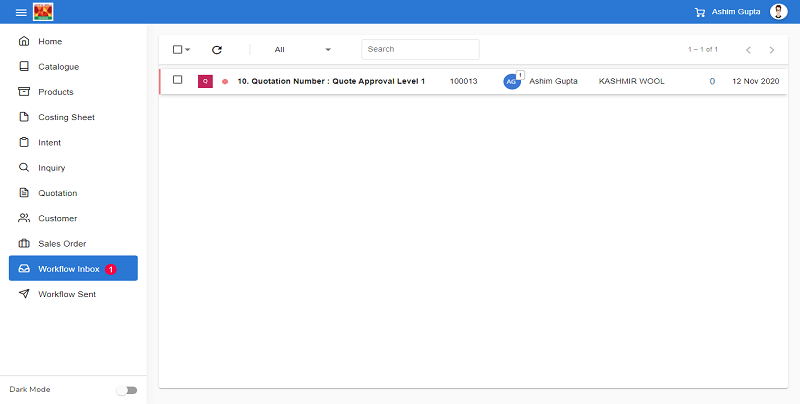 Ashim Gupta
Home
Catalogue
Products
Costing Sheet
Intent
Inquiry
Quotation
Customer
Sales Order
Workflow Inbox 1
Workflow Sent
Dark Mode
All
Search
1 – 1 of 1
Q 10. Quotation Number : Quote Approval Level 1 100013 AG 1 Ashim Gupta KASHMIR WOOL 0 12 Nov 2020